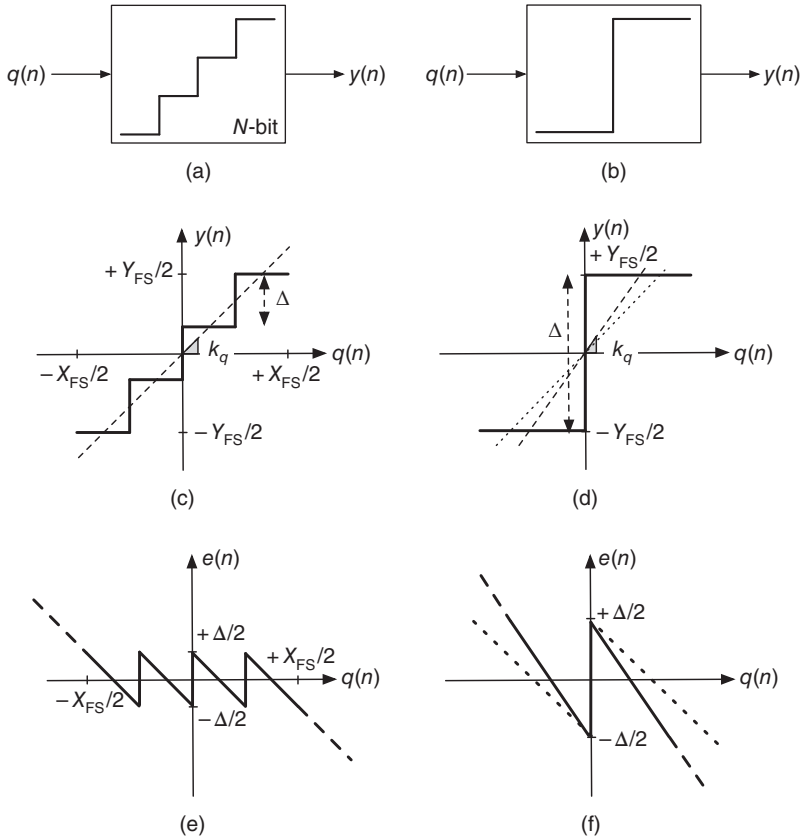 q(n)
N-bit
y(n)
(a)
q(n)
y(n)
(b)
y(n)
+ Y_FS/2
Δ
k_q
q(n)
− X_FS/2
+ X_FS/2
− Y_FS/2
(c)
y(n)
+ Y_FS/2
Δ
k_q
q(n)
− Y_FS/2
(d)
e(n)
+ Δ/2
+ X_FS/2
− X_FS/2
q(n)
− Δ/2
(e)
e(n)
+ Δ/2
q(n)
− Δ/2
(f)